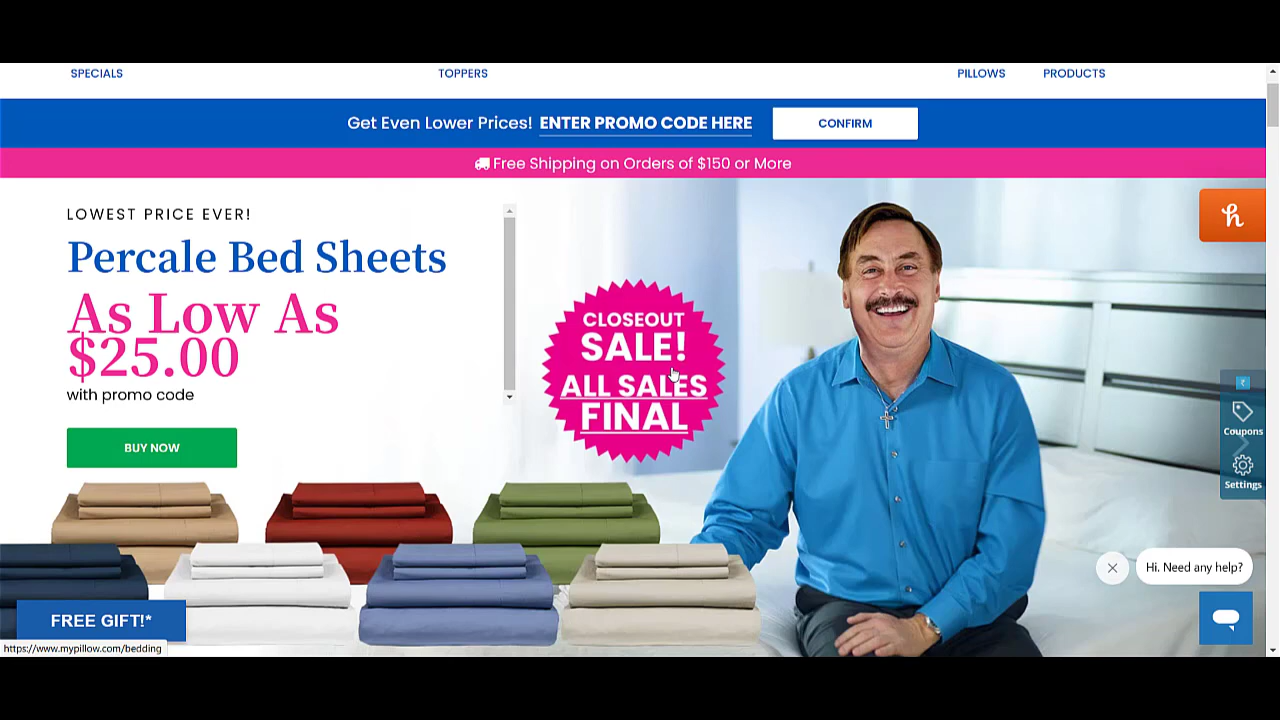 SPECIALS TOPPERS PILLOWS PRODUCTS
Get Even Lower Prices! ENTER PROMO CODE HERE CONFIRM
Free Shipping on Orders of $150 or More
LOWEST PRICE EVER!
Percale Bed Sheets
As Low As
$25.00
with promo code
BUY NOW
CLOSEOUT
SALE!
ALL SALES
FINAL
₹
Coupons
Settings
Hi. Need any help?
FREE GIFT!*
https://www.mypillow.com/bedding